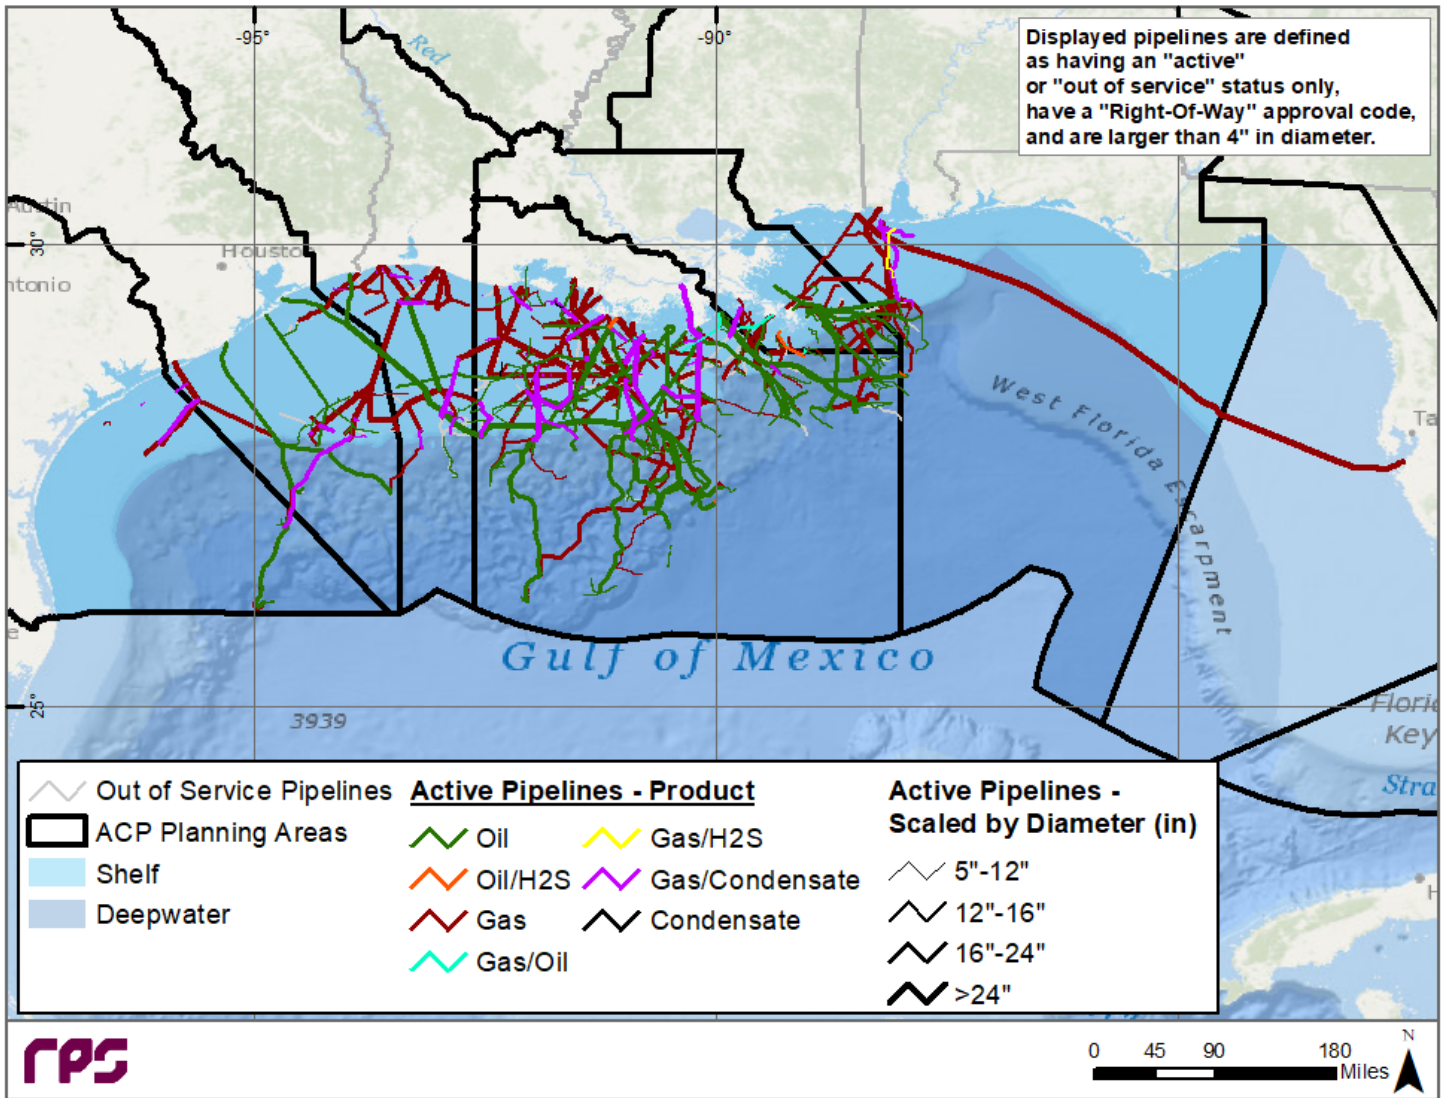 -95°
-90°
Red
Displayed pipelines are defined
as having an "active"
or "out of service" status only,
have a "Right-Of-Way" approval code,
and are larger than 4" in diameter.
Austin
30°
Houston
ntonio
West Florida Escarpment
Ta
e
Gulf of Mexico
25°
3939
Florid
Key
Stra
H
Out of Service Pipelines
ACP Planning Areas
Shelf
Deepwater
Active Pipelines - Product
Oil
Oil/H2S
Gas
Gas/Oil
Gas/H2S
Gas/Condensate
Condensate
Active Pipelines -
Scaled by Diameter (in)
5"-12"
12"-16"
16"-24"
>24"
rps
0 45 90 180
Miles
N